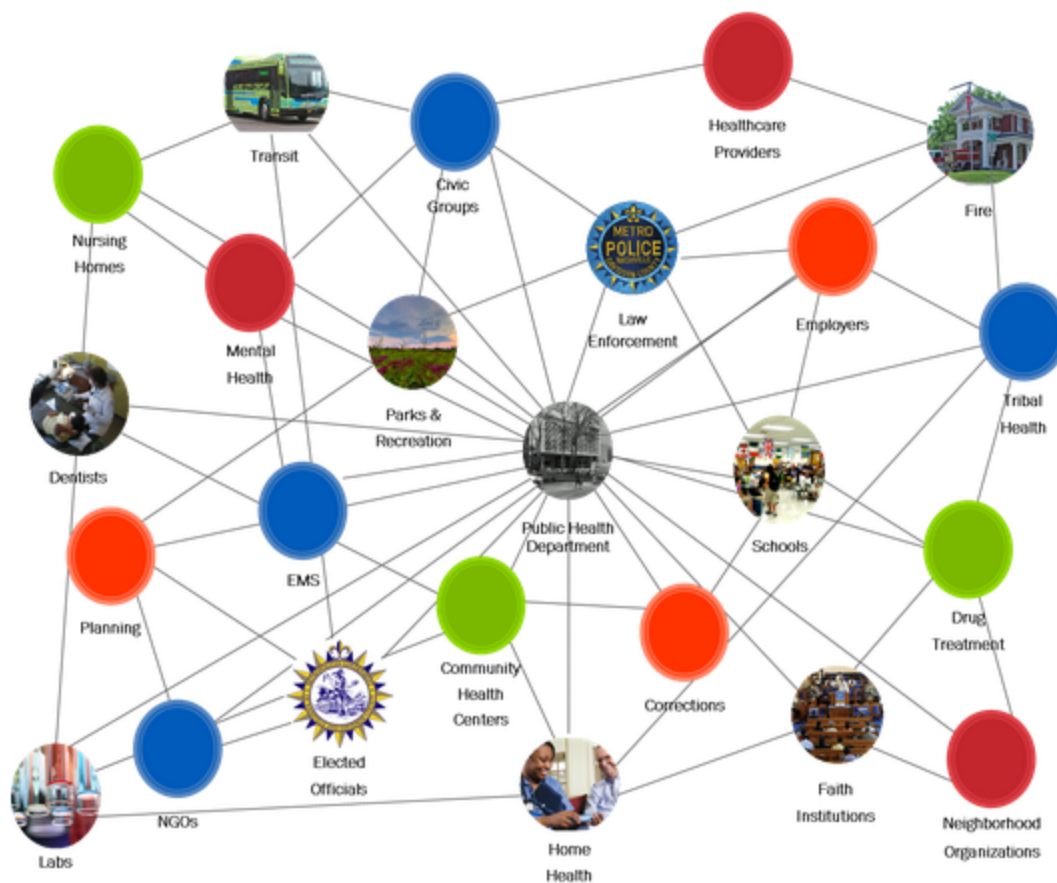 Transit
Civic
Groups
Healthcare
Providers
Fire
Nursing
Homes
METRO
POLICE
NASHVILLE
Mental
Health
Law
Enforcement
Employers
Parks &
Recreation
Tribal
Health
Dentists
Public Health
Department
Schools
EMS
Planning
Drug
Treatment
Community
Health
Centers
Corrections
Elected
Officials
NGOs
Faith
Institutions
Neighborhood
Organizations
Labs
Home
Health